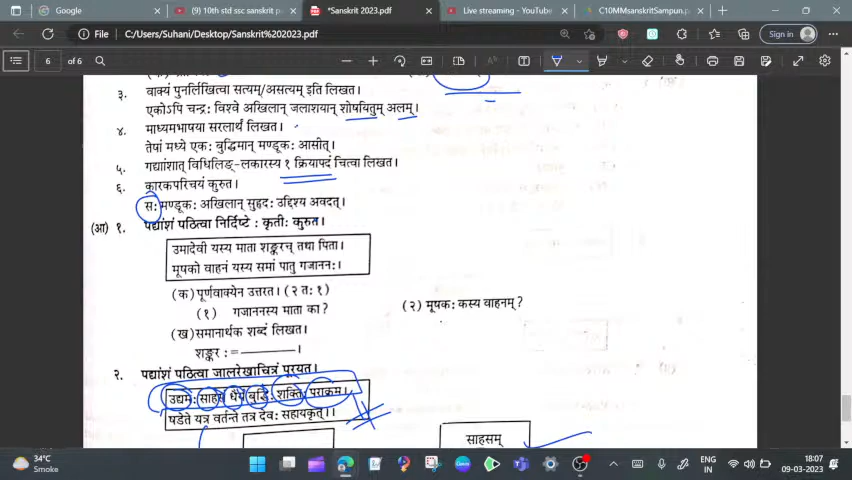 Google
(9) 10th std ssc sanskrit p
*Sanskrit 2023.pdf
Live streaming - YouTube
C10MMsanskritSampun.p
File
C:/Users/Suhani/Desktop/Sanskrit%202023.pdf
Sign in
6 of 6
३. वाक्यं पुनर्लिखित्वा सत्यम्/असत्यम् इति लिखत।
एकोऽपि चन्द्र: विश्वे अखिलान् जलाशयान् शोषयितुम् अलम्।
४. माध्यमभाषया सरलार्थं लिखत।
तेषां मध्ये एक: बुद्धिमान् मण्डूक: आसीत्।
५. गद्यांशात् विधिलिङ्-लकारस्य १ क्रियापदं चित्वा लिखत।
६. कारकपरिचयं कुरुत।
स: मण्डूक: अखिलान् सुहृद: उद्दिश्य अवदत्।
(आ) १. पद्यांशं पठित्वा निर्दिष्टे : कृती: कुरुत।
उमादेवी यस्य माता शङ्करच् तथा पिता।
मूषको वाहनं यस्य समां पातु गजानन:।
(क) पूर्णवाक्येन उत्तरत। (२ त: १)
(१) गजाननस्य माता का?
(२) मूषक: कस्य वाहनम्?
(ख) समानार्थक शब्दं लिखत।
शङ्कर : = ———।
२. पद्यांशं पठित्वा जालरेखाचित्रं पूरयत।
उद्यम: साहसं धैर्यं बुद्धि: शक्ति: पराक्रम:।
षडेते यत्र वर्तन्ते तत्र देव: सहायकृत्।।
साहसम्
34°C
Smoke
ENG
IN
18:07
09-03-2023